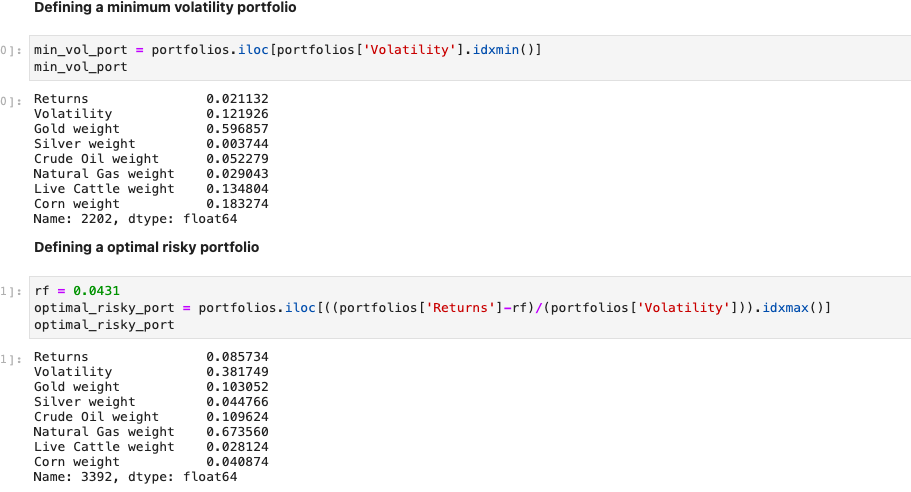 Defining a minimum volatility portfolio
0]: min_vol_port = portfolios.iloc[portfolios['Volatility'].idxmin()]
min_vol_port
0]: Returns 0.021132
Volatility 0.121926
Gold weight 0.596857
Silver weight 0.003744
Crude Oil weight 0.052279
Natural Gas weight 0.029043
Live Cattle weight 0.134804
Corn weight 0.183274
Name: 2202, dtype: float64
Defining a optimal risky portfolio
1]: rf = 0.0431
optimal_risky_port = portfolios.iloc[((portfolios['Returns']-rf)/(portfolios['Volatility'])).idxmax()]
optimal_risky_port
1]: Returns 0.085734
Volatility 0.381749
Gold weight 0.103052
Silver weight 0.044766
Crude Oil weight 0.109624
Natural Gas weight 0.673560
Live Cattle weight 0.028124
Corn weight 0.040874
Name: 3392, dtype: float64